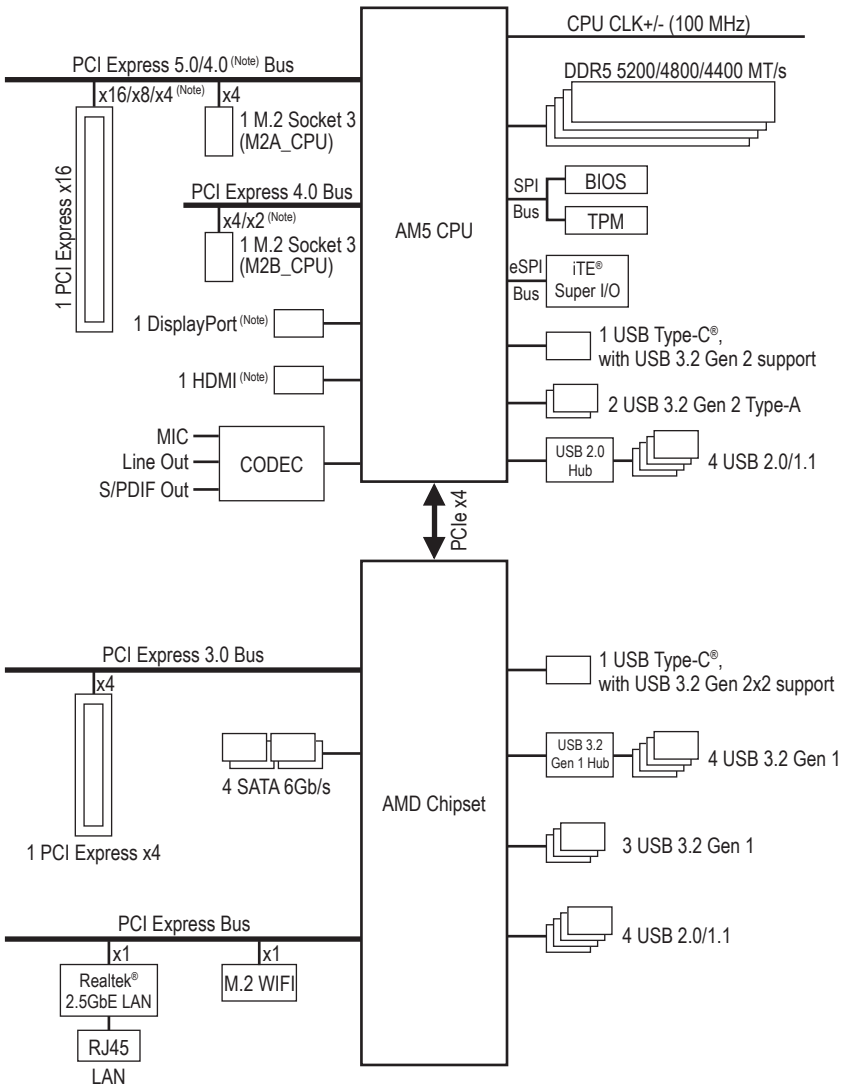 CPU CLK+/- (100 MHz)
PCI Express 5.0/4.0 (Note) Bus
x16/x8/x4 (Note)
x4
1 M.2 Socket 3
(M2A_CPU)
1 PCI Express x16
PCI Express 4.0 Bus
x4/x2 (Note)
1 M.2 Socket 3
(M2B_CPU)
1 DisplayPort (Note)
1 HDMI (Note)
MIC
Line Out
S/PDIF Out
CODEC
AM5 CPU
DDR5 5200/4800/4400 MT/s
SPI
Bus
BIOS
TPM
eSPI
Bus
iTE®
Super I/O
1 USB Type-C®,
with USB 3.2 Gen 2 support
2 USB 3.2 Gen 2 Type-A
USB 2.0
Hub
4 USB 2.0/1.1
PCIe x4
PCI Express 3.0 Bus
x4
1 PCI Express x4
4 SATA 6Gb/s
AMD Chipset
1 USB Type-C®,
with USB 3.2 Gen 2x2 support
USB 3.2
Gen 1 Hub
4 USB 3.2 Gen 1
3 USB 3.2 Gen 1
4 USB 2.0/1.1
PCI Express Bus
x1
x1
Realtek®
2.5GbE LAN
M.2 WIFI
RJ45
LAN